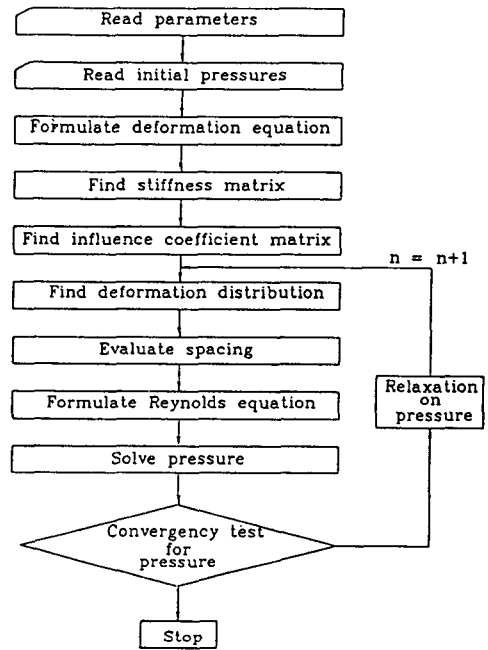 Read parameters
Read initial pressures
Formulate deformation equation
Find stiffness matrix
Find influence coefficient matrix
n = n+1
Find deformation distribution
Evaluate spacing
Formulate Reynolds equation
Relaxation
on
pressure
Solve pressure
Convergency test
for
pressure
Stop